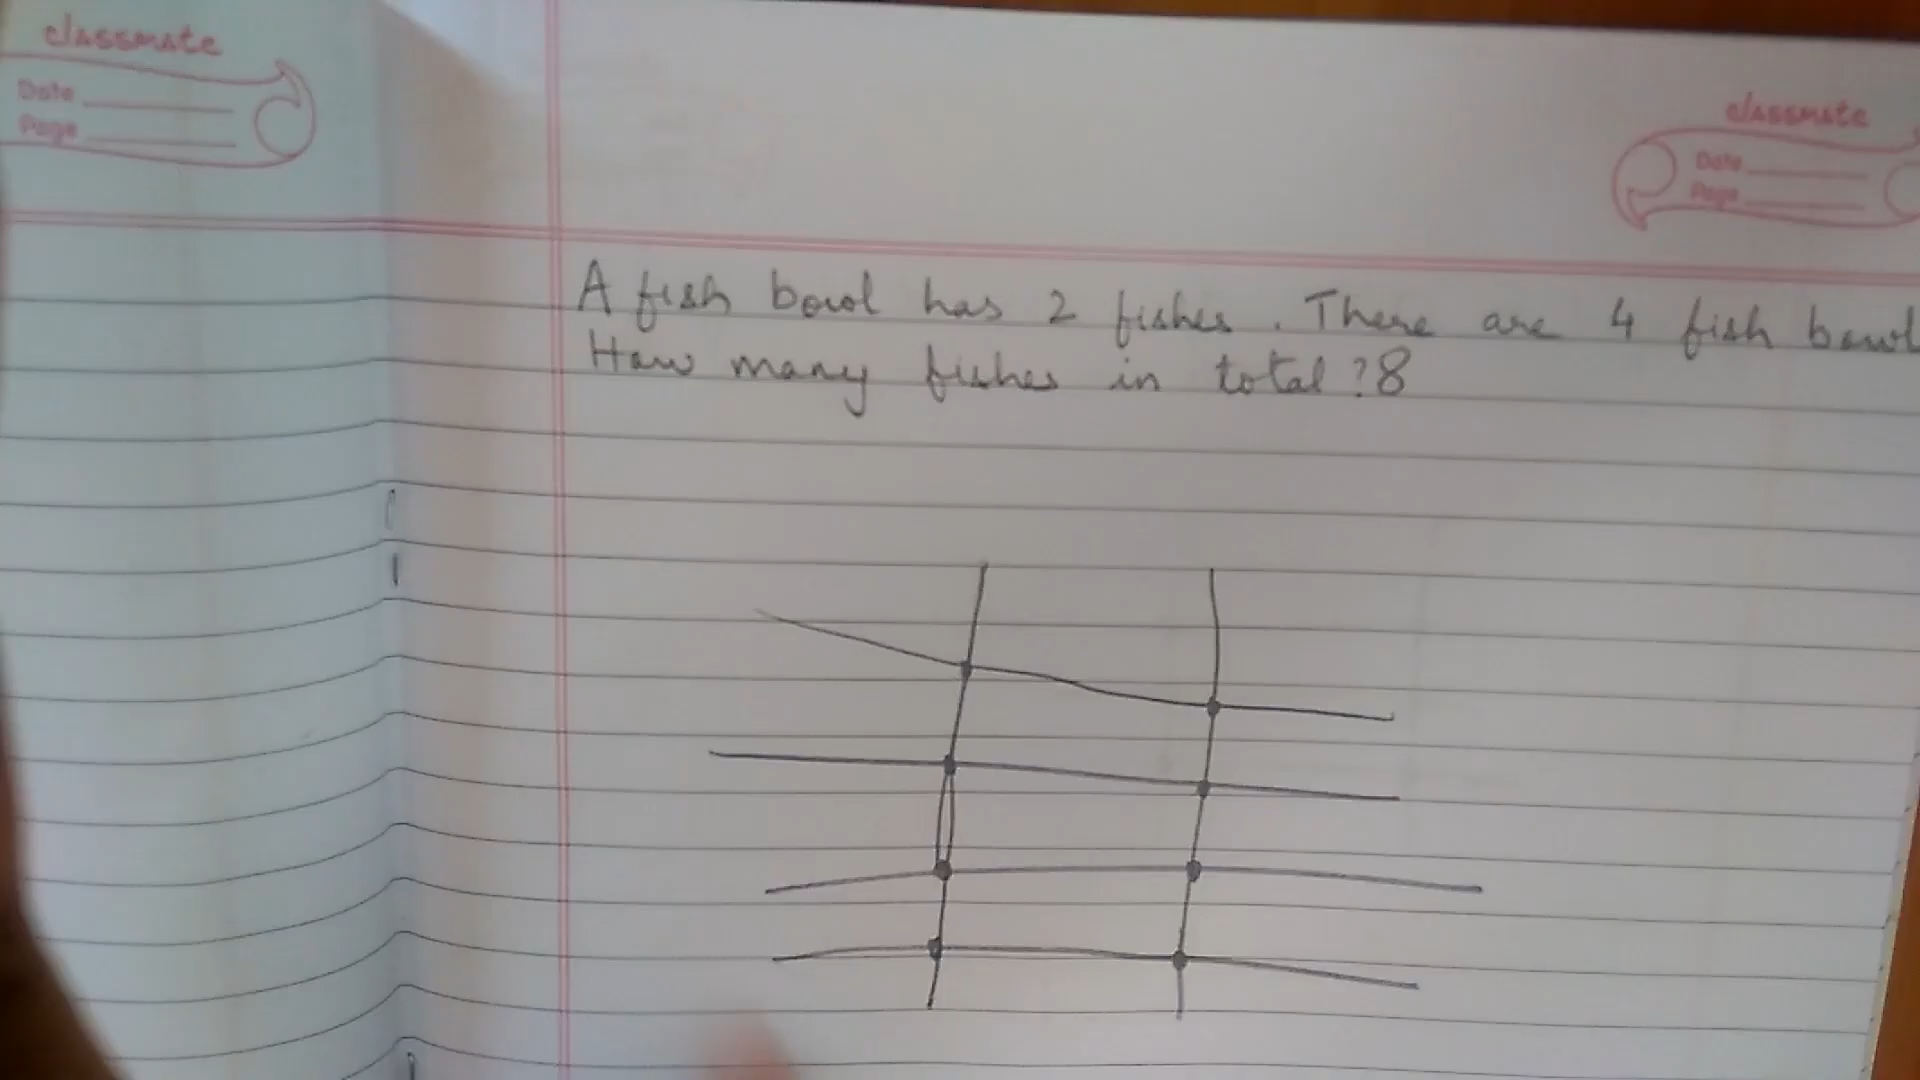 classmate
Date
Page
classmate
Date
Page
A fish bowl has 2 fishes. There are 4 fish bowl
How many fishes in total? 8